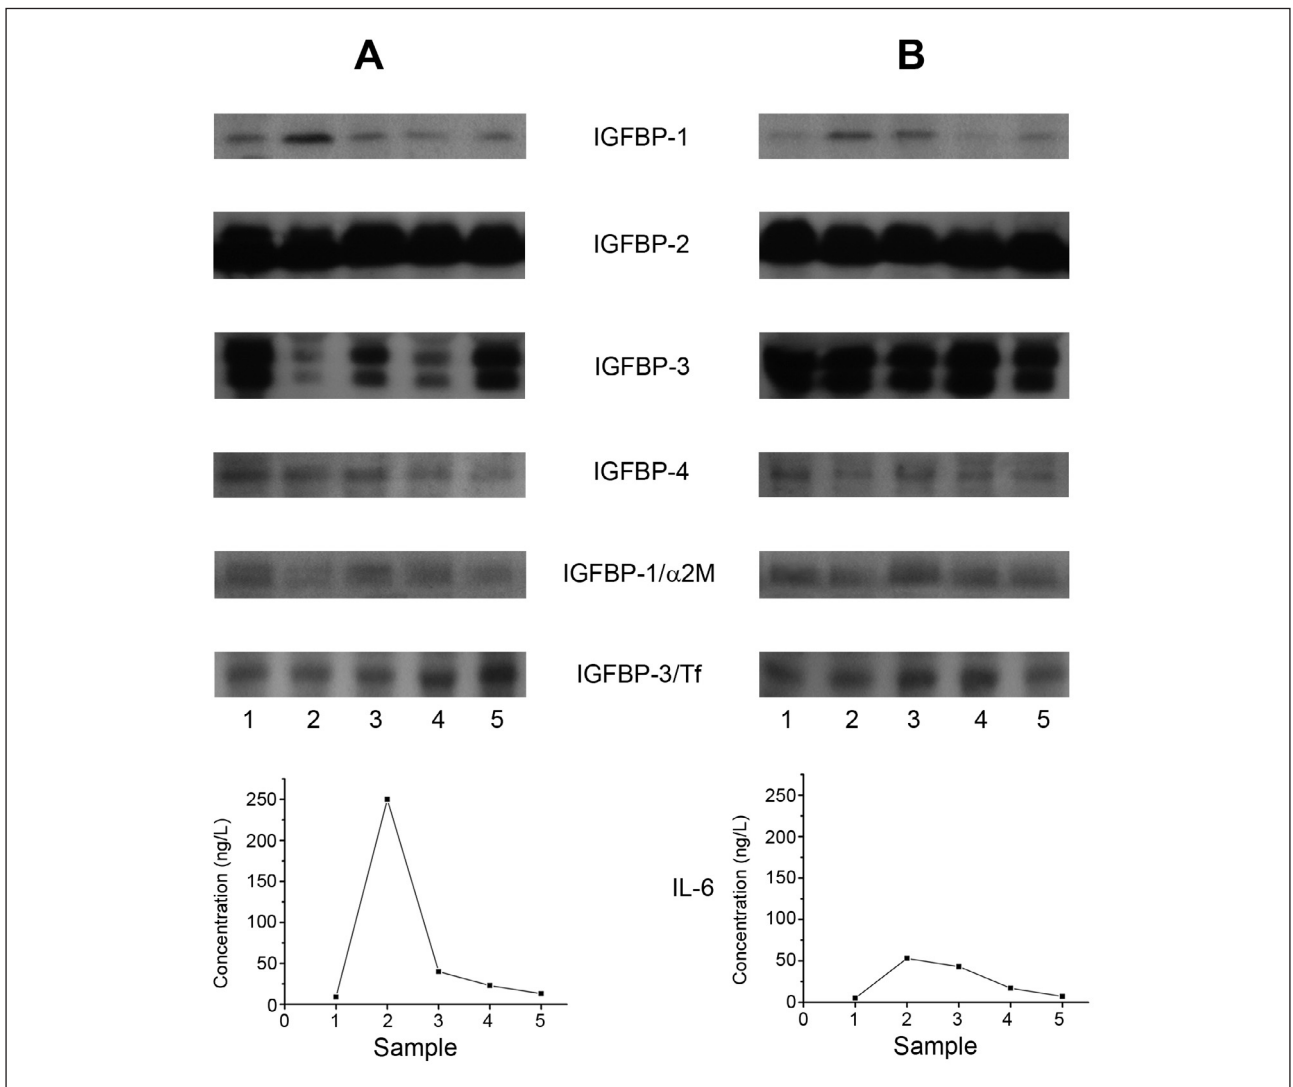 A B
IGFBP-1
IGFBP-2
IGFBP-3
IGFBP-4
IGFBP-1/α2M
IGFBP-3/Tf
1 2 3 4 5 1 2 3 4 5
250
200
150
100
50
0
0 1 2 3 4 5
Concentration (ng/L)
Sample
IL-6
250
200
150
100
50
0
0 1 2 3 4 5
Concentration (ng/L)
Sample